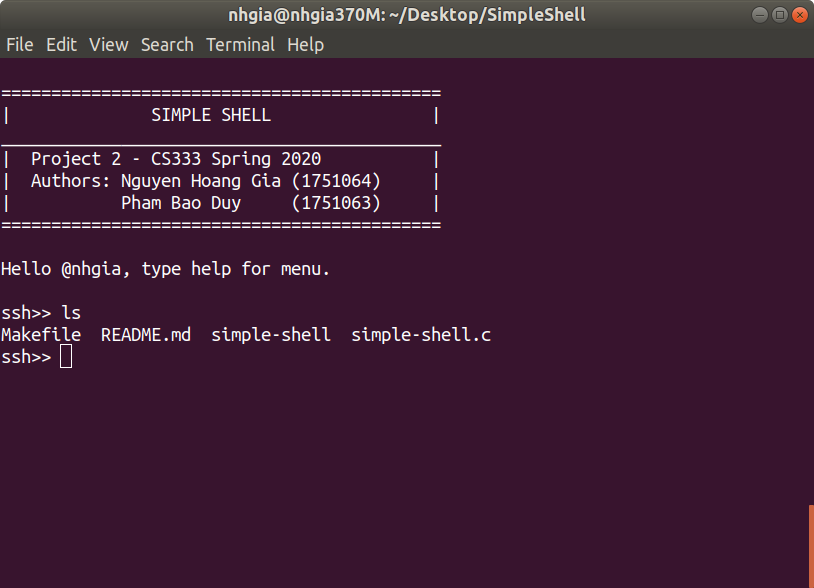 nhgia@nhgia370M: ~/Desktop/SimpleShell
File Edit View Search Terminal Help
============================================
|              SIMPLE SHELL                |
____________________________________________
|  Project 2 - CS333 Spring 2020           |
|  Authors: Nguyen Hoang Gia (1751064)     |
|           Pham Bao Duy     (1751063)     |
============================================
Hello @nhgia, type help for menu.
ssh>> ls
Makefile  README.md  simple-shell  simple-shell.c
ssh>>